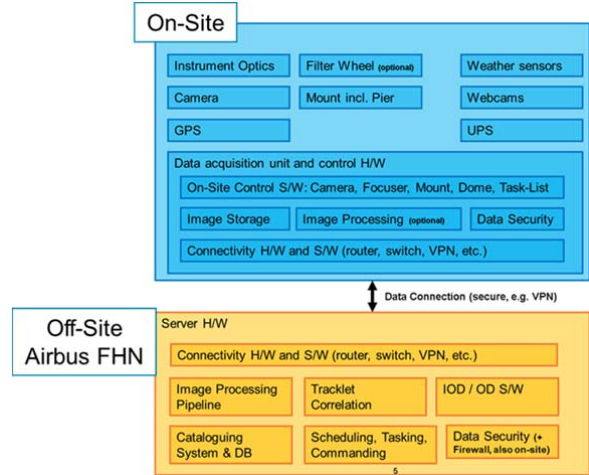 On-Site
Instrument Optics
Filter Wheel (optional)
Weather sensors
Camera
Mount incl. Pier
Webcams
GPS
UPS
Data acquisition unit and control H/W
On-Site Control S/W: Camera, Focuser, Mount, Dome, Task-List
Image Storage
Image Processing (optional)
Data Security
Connectivity H/W and S/W (router, switch, VPN, etc.)
Data Connection (secure, e.g. VPN)
Off-Site
Airbus FHN
Server H/W
Connectivity H/W and S/W (router, switch, VPN, etc.)
Image Processing
Pipeline
Tracklet
Correlation
IOD / OD S/W
Cataloguing
System & DB
Scheduling, Tasking,
Commanding
Data Security (+
Firewall, also on-site)
5